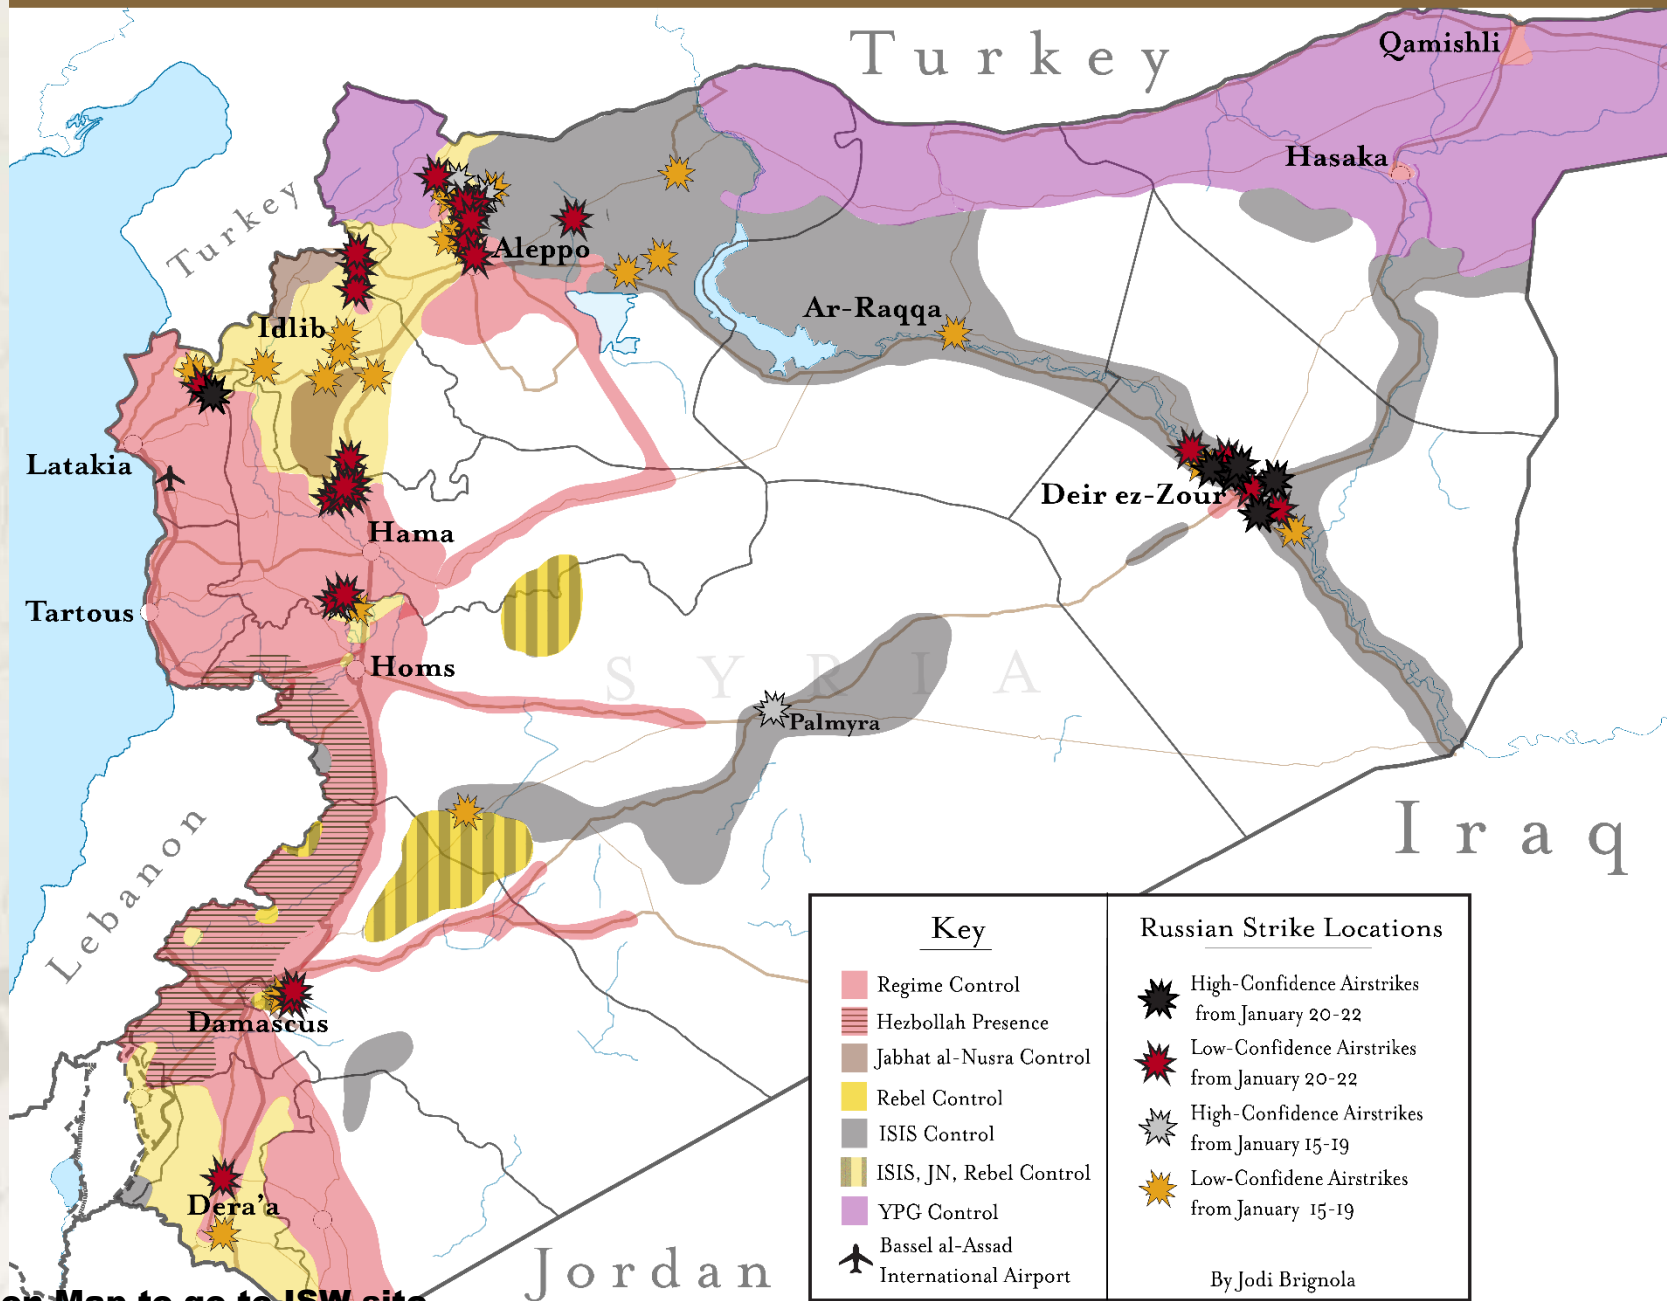 Turkey
Qamishli
Hasaka
Turkey
Aleppo
Ar-Raqqa
Idlib
Latakia
Deir ez-Zour
Hama
Tartous
Homs
SYRIA
Palmyra
Iraq
Lebanon
Damascus
Dera'a
Jordan
Key
Regime Control
Hezbollah Presence
Jabhat al-Nusra Control
Rebel Control
ISIS Control
ISIS, JN, Rebel Control
YPG Control
Bassel al-Assad
International Airport
Russian Strike Locations
High-Confidence Airstrikes
from January 20-22
Low-Confidence Airstrikes
from January 20-22
High-Confidence Airstrikes
from January 15-19
Low-Confidene Airstrikes
from January 15-19
By Jodi Brignola
on Map to go to ISW site